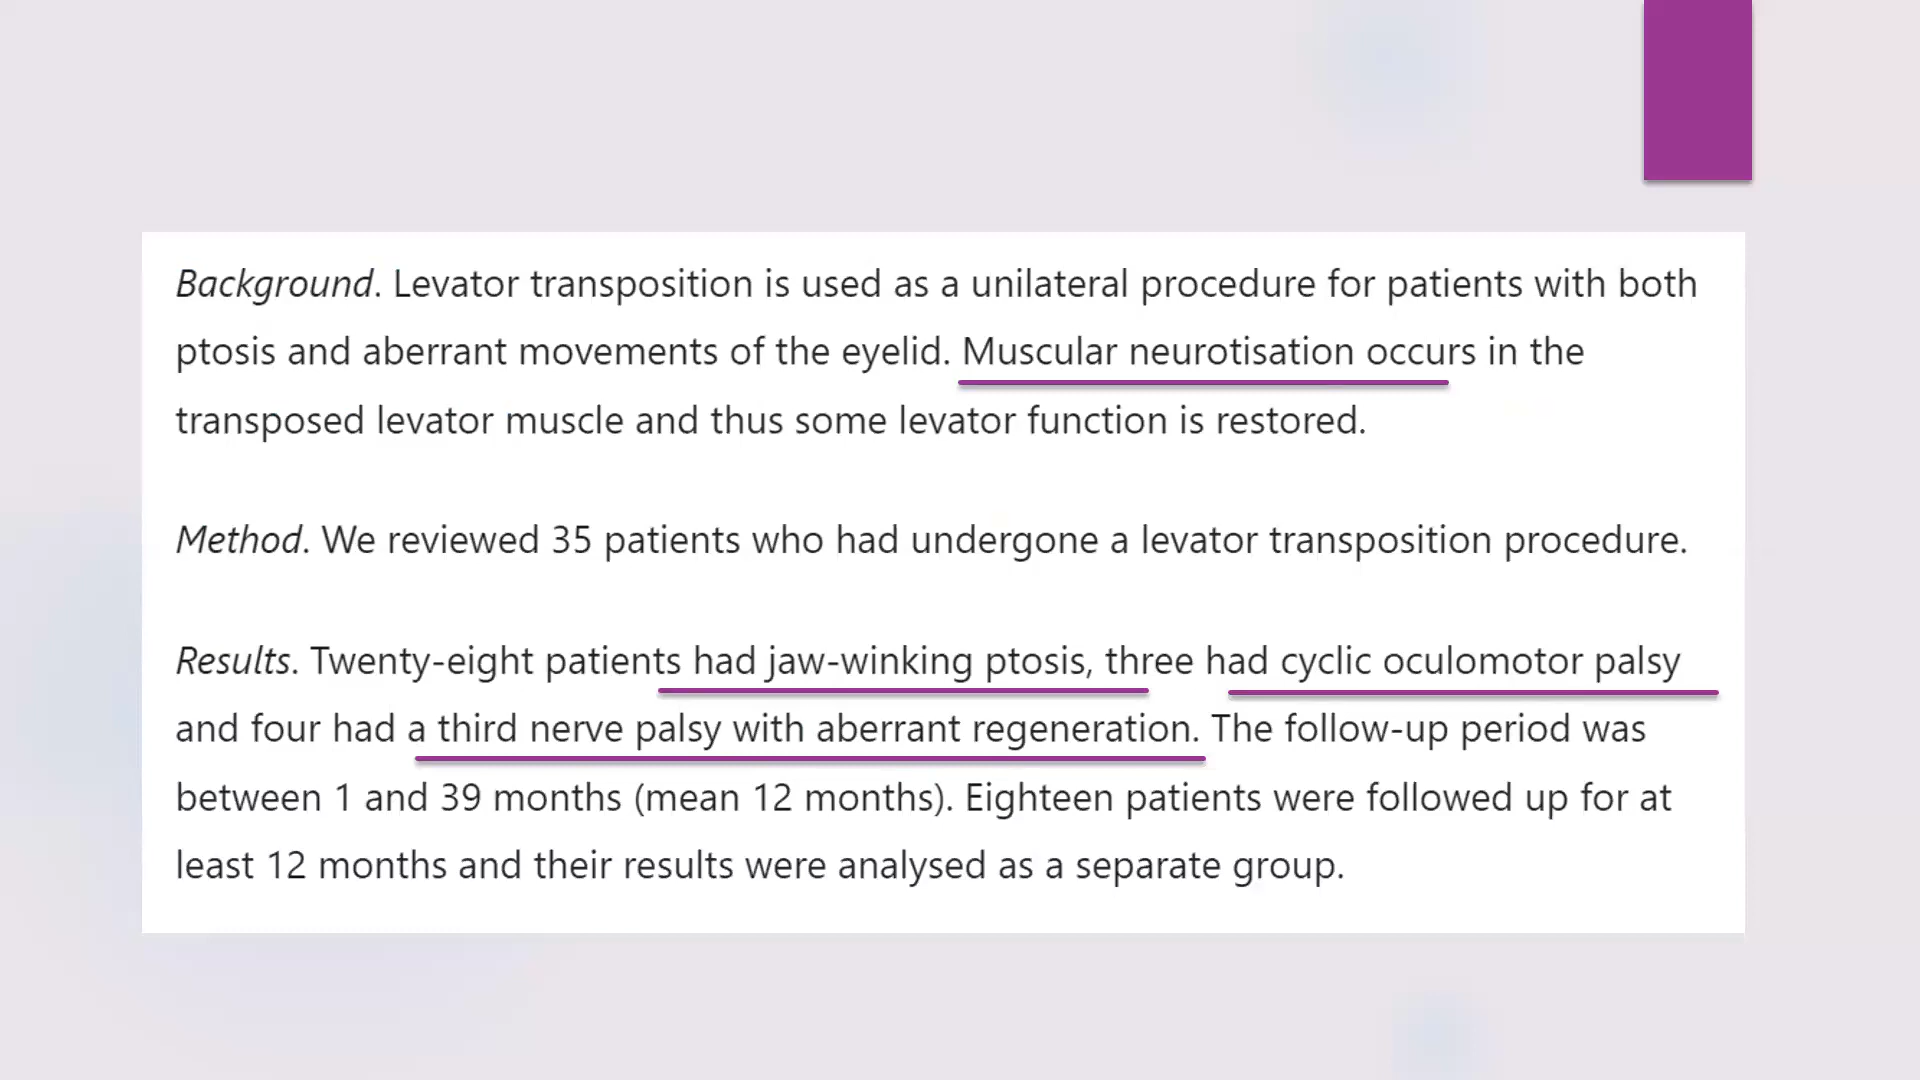 Background. Levator transposition is used as a unilateral procedure for patients with both
ptosis and aberrant movements of the eyelid. Muscular neurotisation occurs in the
transposed levator muscle and thus some levator function is restored.
Method. We reviewed 35 patients who had undergone a levator transposition procedure.
Results. Twenty-eight patients had jaw-winking ptosis, three had cyclic oculomotor palsy
and four had a third nerve palsy with aberrant regeneration. The follow-up period was
between 1 and 39 months (mean 12 months). Eighteen patients were followed up for at
least 12 months and their results were analysed as a separate group.